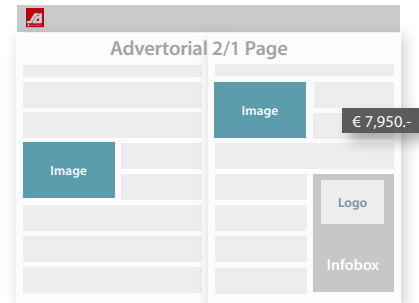 Advertorial 2/1 Page
Image
€ 7,950.-
Image
Logo
Infobox